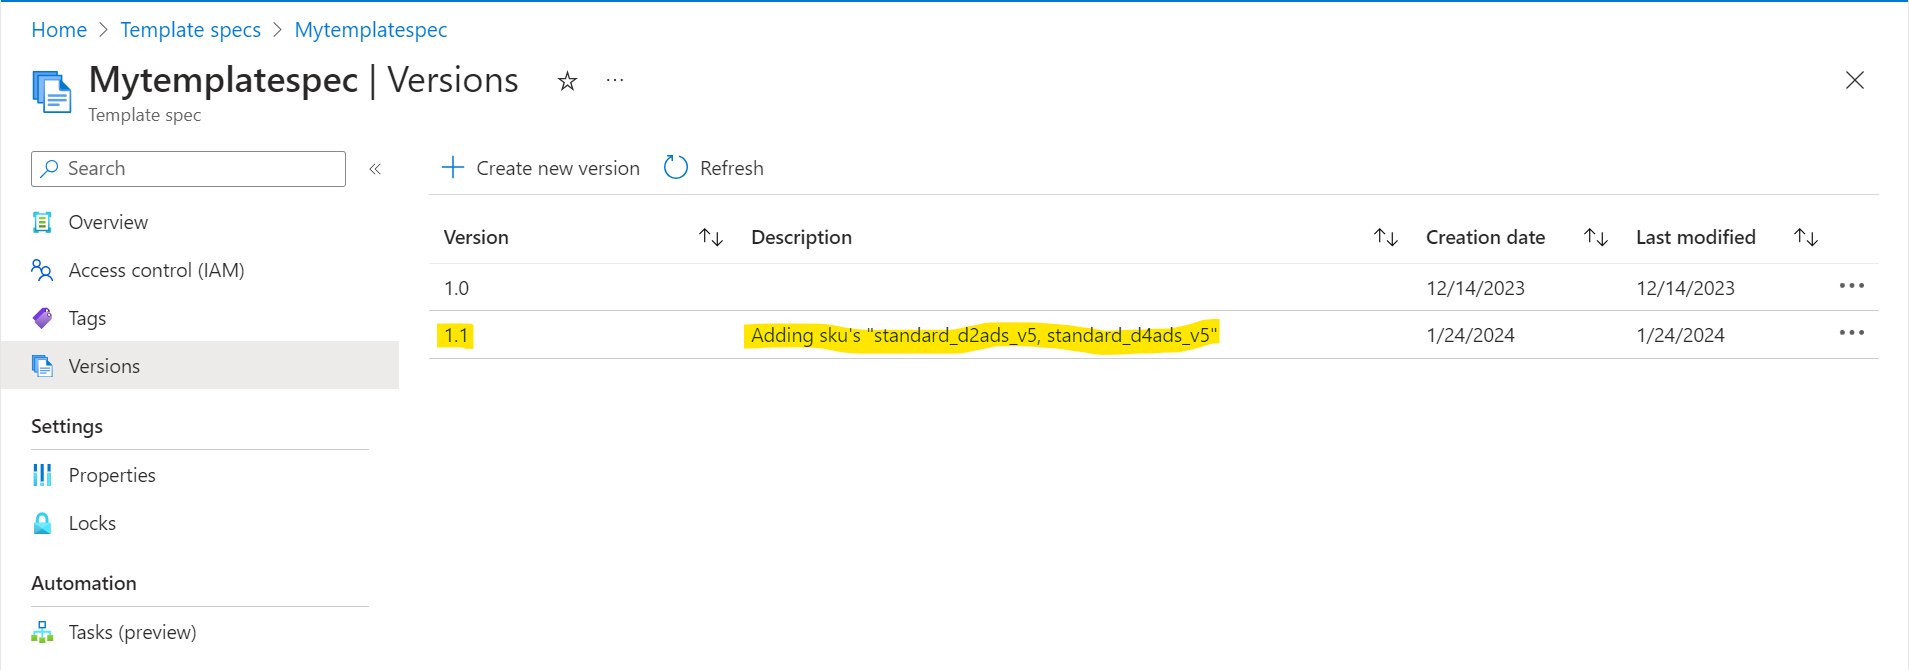 Home > Template specs > Mytemplatespec
Mytemplatespec | Versions
Template spec
Search
Create new version Refresh
Overview
Access control (IAM)
Tags
Versions
Settings
Properties
Locks
Automation
Tasks (preview)
Version Description Creation date Last modified
1.0 12/14/2023 12/14/2023
1.1 Adding sku's "standard_d2ads_v5, standard_d4ads_v5" 1/24/2024 1/24/2024